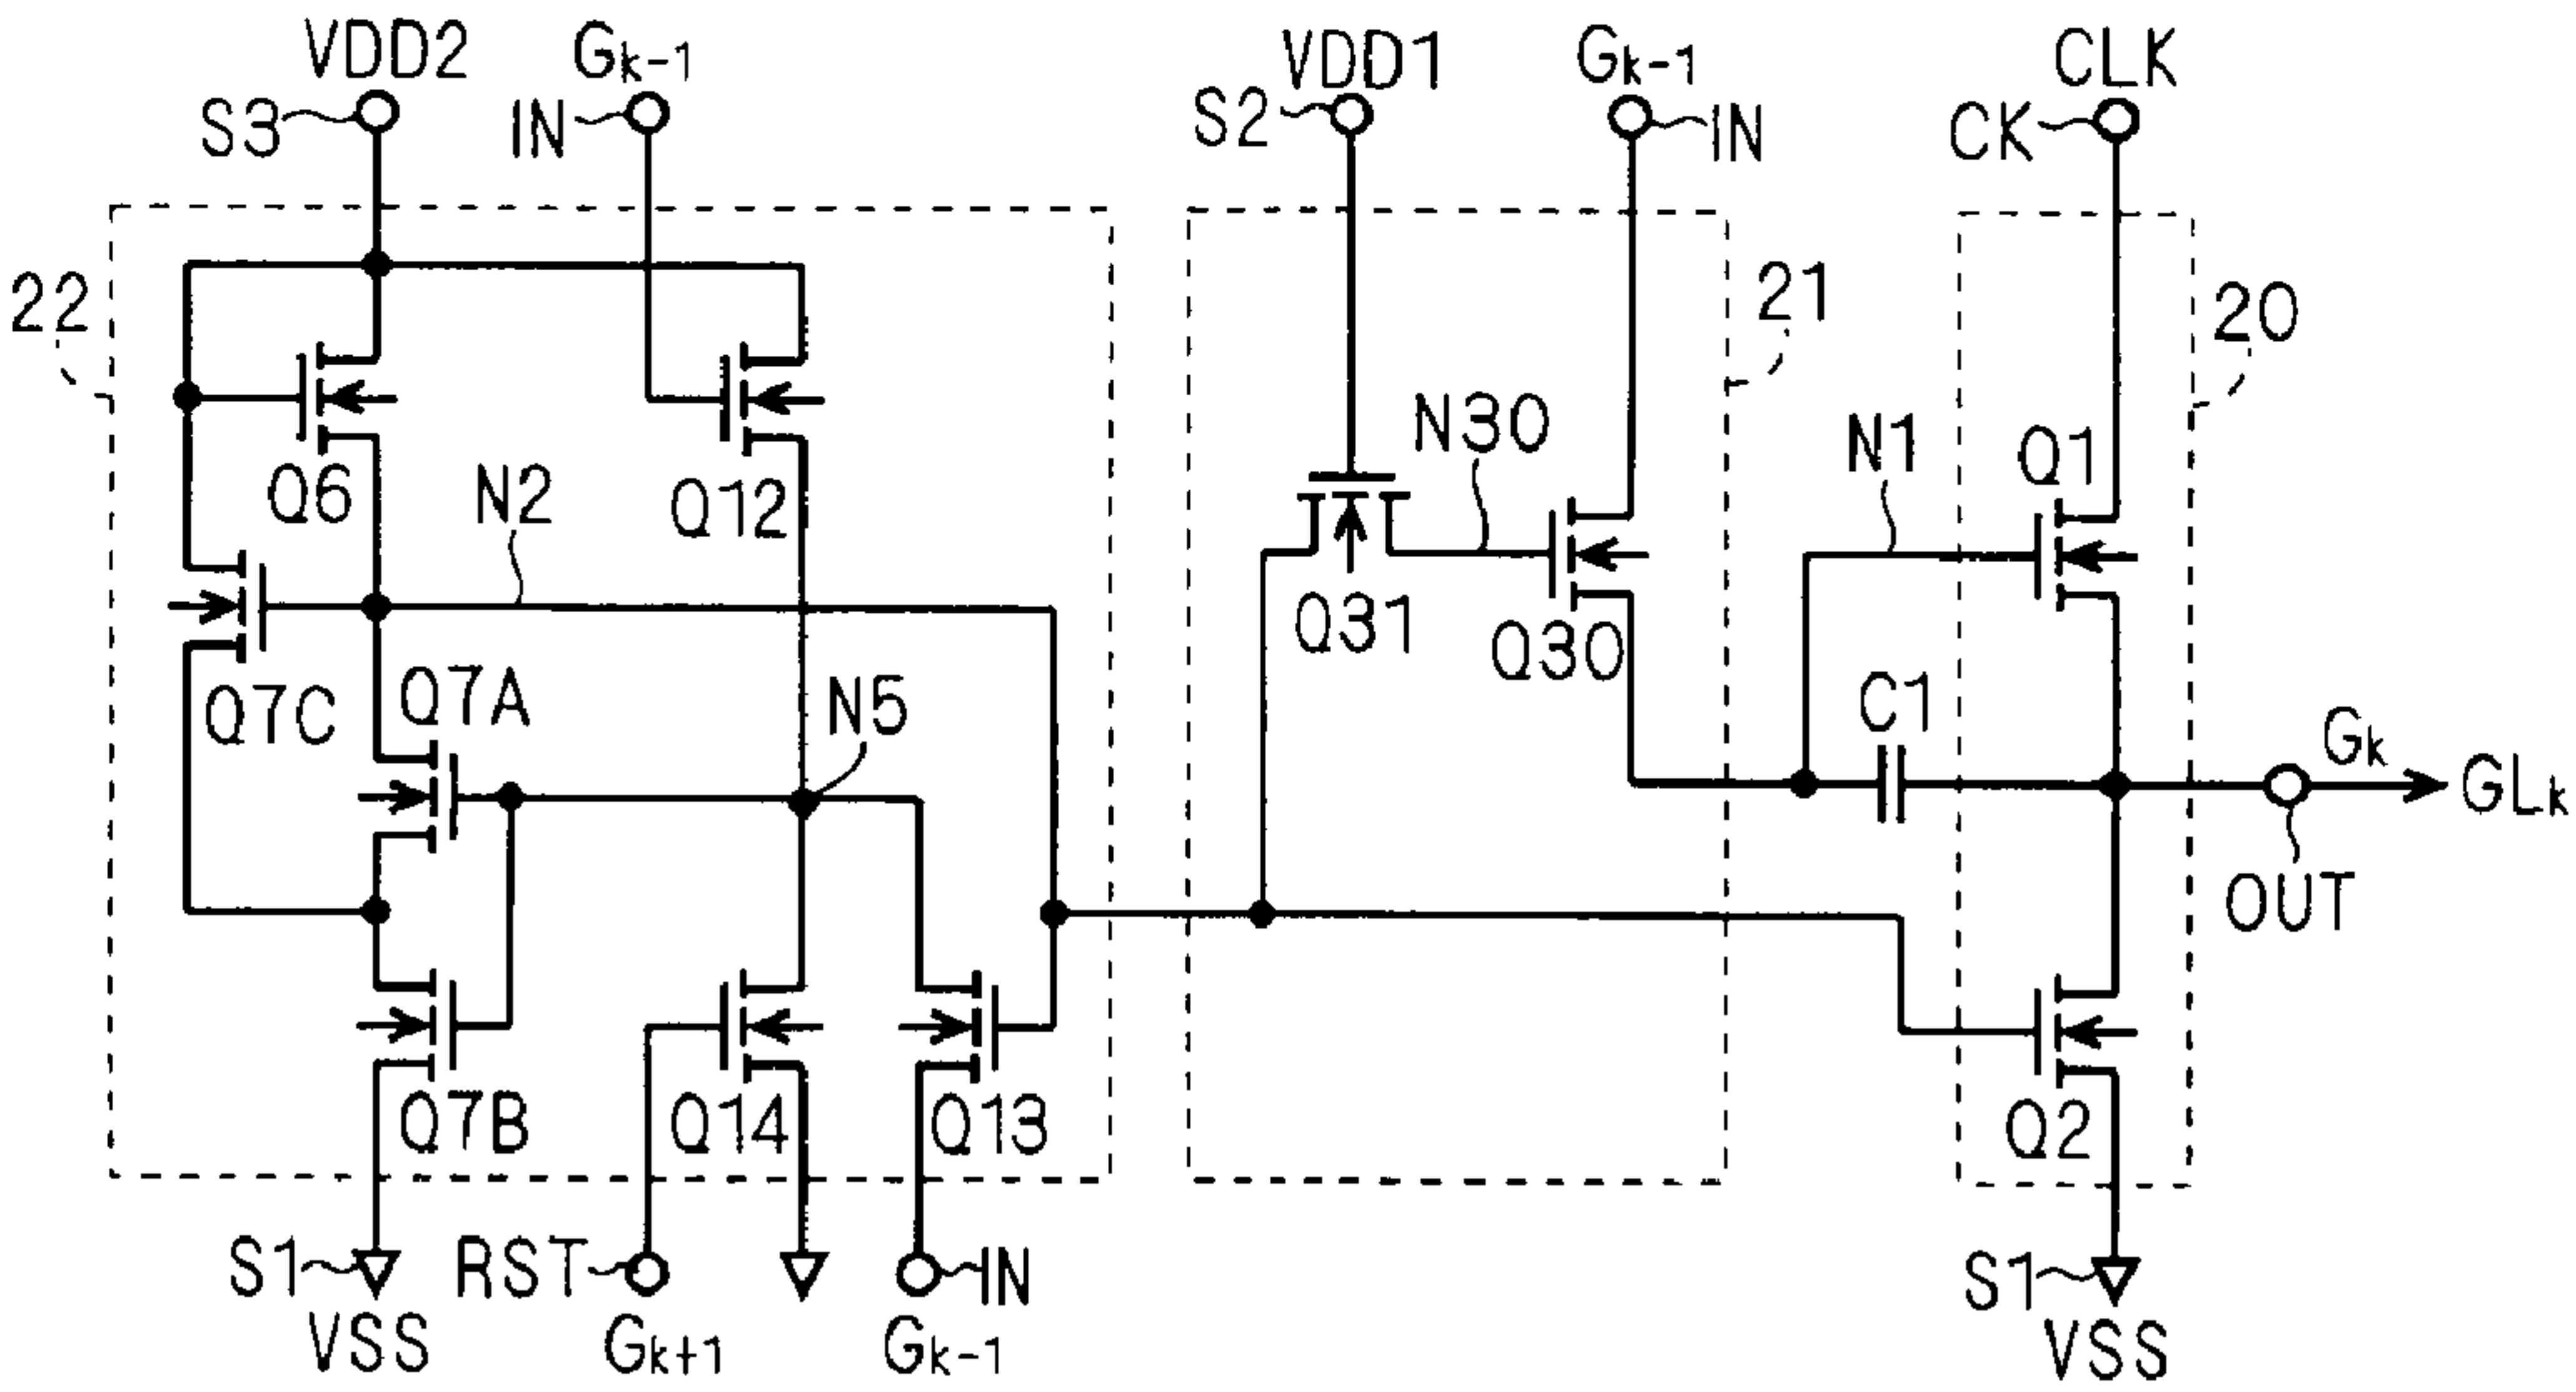 VDD2
Gk-1
VDD1
Gk-1
CLK
S3
IN
S2
IN
CK
22
21
20
Q6
N2
Q12
N30
N1
Q1
Q31
Q30
Q7C
Q7A
N5
C1
Gk
GLk
OUT
Q7B
Q14
Q13
Q2
S1
RST
IN
S1
VSS
Gk+1
Gk-1
VSS